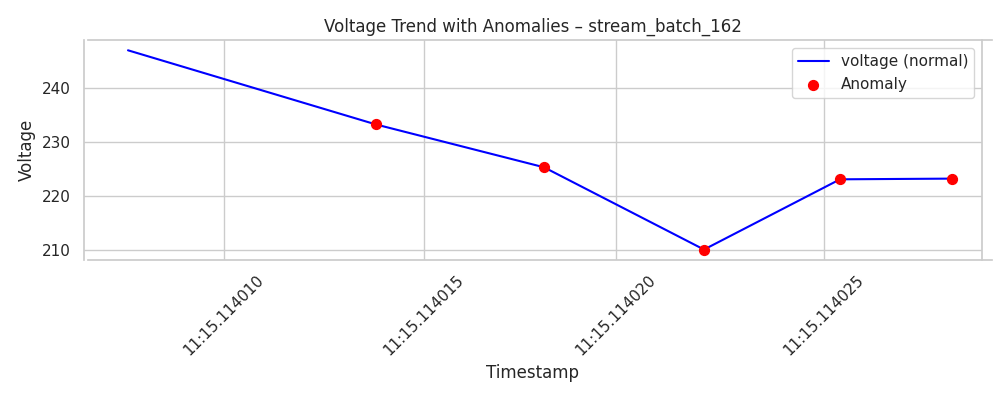 Voltage Trend with Anomalies – stream_batch_162
voltage (normal)
Anomaly
Voltage
240
230
220
210
11:15.114010
11:15.114015
11:15.114020
11:15.114025
Timestamp